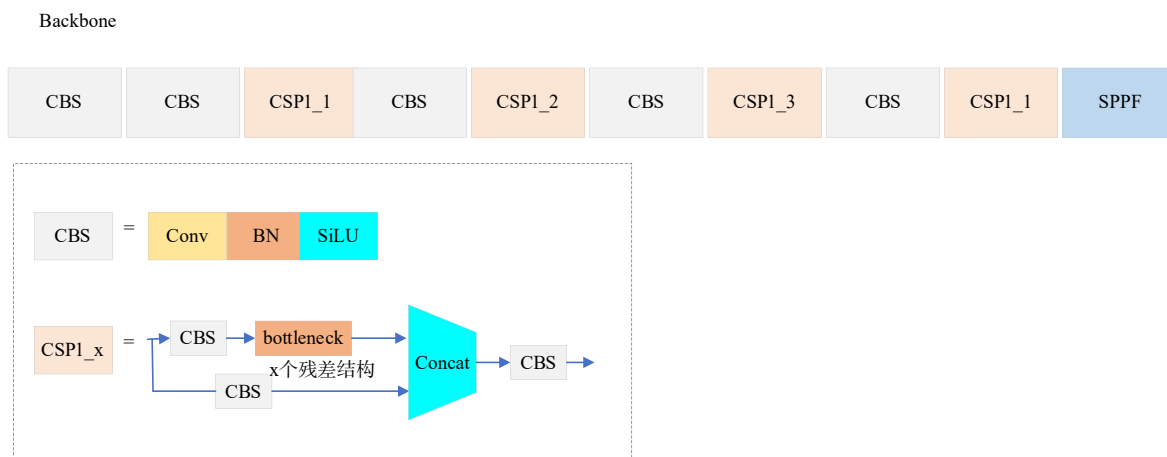 Backbone
CBS CBS CSP1_1 CBS CSP1_2 CBS CSP1_3 CBS CSP1_1 SPPF
CBS = Conv BN SiLU
CSP1_x = CBS bottleneck Concat CBS
x个残差结构
CBS